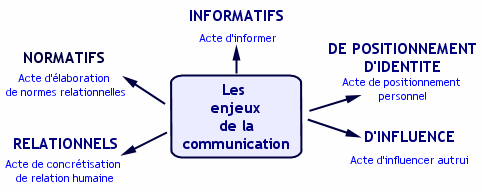 INFORMATIFS
Acte d'informer
NORMATIFS
Acte d'élaboration
de normes relationnelles
DE POSITIONNEMENT
D'IDENTITE
Acte de positionnement
personnel
Les
enjeux
de la
communication
RELATIONNELS
Acte de concrétisation
de relation humaine
D'INFLUENCE
Acte d'influencer autrui